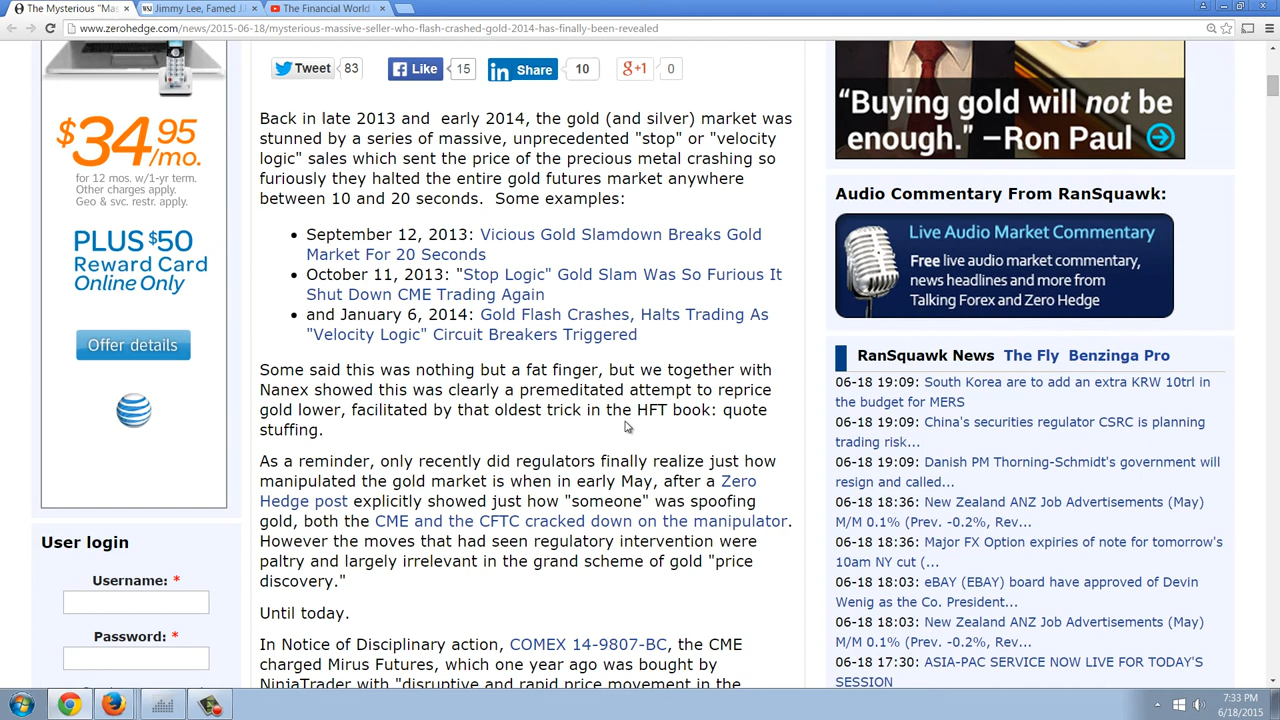 The Mysterious "Mas
Jimmy Lee, Famed J.
The Financial World
www.zerohedge.com/news/2015-06-18/mysterious-massive-seller-who-flash-crashed-gold-2014-has-finally-been-revealed
Tweet 83
Like 15
Share 10
g+1 0
$34.95
/mo.
for 12 mos. w/1-yr term.
Other charges apply.
Geo & svc. restr. apply.
PLUS $50
Reward Card
Online Only
Offer details
AT&T
User login
Username: *
Password: *
Back in late 2013 and early 2014, the gold (and silver) market was
stunned by a series of massive, unprecedented "stop" or "velocity
logic" sales which sent the price of the precious metal crashing so
furiously they halted the entire gold futures market anywhere
between 10 and 20 seconds. Some examples:
• September 12, 2013: Vicious Gold Slamdown Breaks Gold
Market For 20 Seconds
• October 11, 2013: "Stop Logic" Gold Slam Was So Furious It
Shut Down CME Trading Again
• and January 6, 2014: Gold Flash Crashes, Halts Trading As
"Velocity Logic" Circuit Breakers Triggered
Some said this was nothing but a fat finger, but we together with
Nanex showed this was clearly a premeditated attempt to reprice
gold lower, facilitated by that oldest trick in the HFT book: quote
stuffing.
As a reminder, only recently did regulators finally realize just how
manipulated the gold market is when in early May, after a Zero
Hedge post explicitly showed just how "someone" was spoofing
gold, both the CME and the CFTC cracked down on the manipulator.
However the moves that had seen regulatory intervention were
paltry and largely irrelevant in the grand scheme of gold "price
discovery."
Until today.
In Notice of Disciplinary action, COMEX 14-9807-BC, the CME
charged Mirus Futures, which one year ago was bought by
NinjaTrader with "disruptive and rapid price movement in the
“Buying gold will not be
enough.” –Ron Paul
Audio Commentary From RanSquawk:
Live Audio Market Commentary
Free live audio market commentary,
news headlines and more from
Talking Forex and Zero Hedge
RanSquawk News The Fly Benzinga Pro
06-18 19:09: South Korea are to add an extra KRW 10trl in
the budget for MERS
06-18 19:09: China's securities regulator CSRC is planning
trading risk...
06-18 19:09: Danish PM Thorning-Schmidt's government will
resign and called...
06-18 18:36: New Zealand ANZ Job Advertisements (May)
M/M 0.1% (Prev. -0.2%, Rev...
06-18 18:36: Major FX Option expiries of note for tomorrow's
10am NY cut (...
06-18 18:03: eBAY (EBAY) board have approved of Devin
Wenig as the Co. President...
06-18 18:03: New Zealand ANZ Job Advertisements (May)
M/M 0.1% (Prev. -0.2%, Rev...
06-18 17:30: ASIA-PAC SERVICE NOW LIVE FOR TODAY'S
SESSION
7:33 PM
6/18/2015